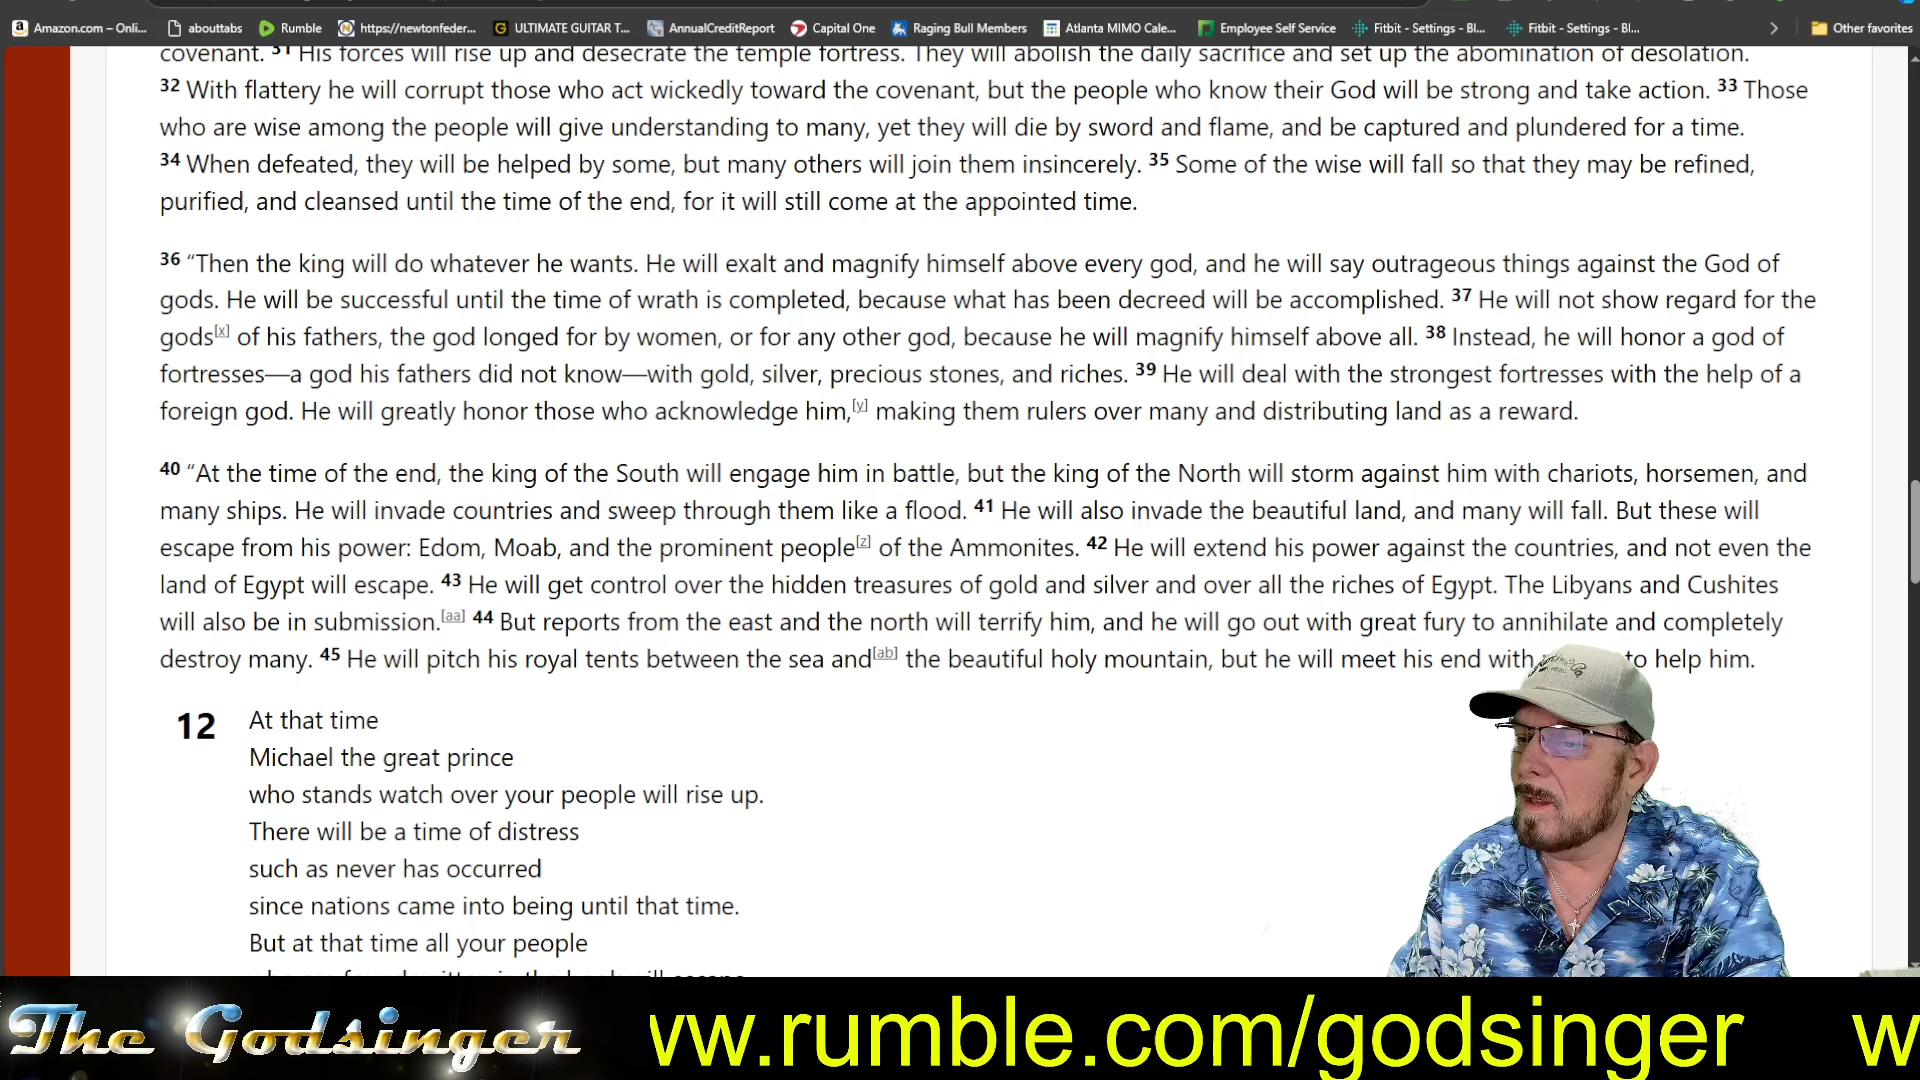 Amazon.com – Onli... abouttabs Rumble https://newtonfeder... ULTIMATE GUITAR T... AnnualCreditReport Capital One Raging Bull Members Atlanta MIMO Cale... Employee Self Service Fitbit - Settings - Bl... Fitbit - Settings - Bl... Other favorites
covenant. 31 His forces will rise up and desecrate the temple fortress. They will abolish the daily sacrifice and set up the abomination of desolation.
32 With flattery he will corrupt those who act wickedly toward the covenant, but the people who know their God will be strong and take action. 33 Those
who are wise among the people will give understanding to many, yet they will die by sword and flame, and be captured and plundered for a time.
34 When defeated, they will be helped by some, but many others will join them insincerely. 35 Some of the wise will fall so that they may be refined,
purified, and cleansed until the time of the end, for it will still come at the appointed time.
36 “Then the king will do whatever he wants. He will exalt and magnify himself above every god, and he will say outrageous things against the God of
gods. He will be successful until the time of wrath is completed, because what has been decreed will be accomplished. 37 He will not show regard for the
gods[x] of his fathers, the god longed for by women, or for any other god, because he will magnify himself above all. 38 Instead, he will honor a god of
fortresses—a god his fathers did not know—with gold, silver, precious stones, and riches. 39 He will deal with the strongest fortresses with the help of a
foreign god. He will greatly honor those who acknowledge him,[y] making them rulers over many and distributing land as a reward.
40 “At the time of the end, the king of the South will engage him in battle, but the king of the North will storm against him with chariots, horsemen, and
many ships. He will invade countries and sweep through them like a flood. 41 He will also invade the beautiful land, and many will fall. But these will
escape from his power: Edom, Moab, and the prominent people[z] of the Ammonites. 42 He will extend his power against the countries, and not even the
land of Egypt will escape. 43 He will get control over the hidden treasures of gold and silver and over all the riches of Egypt. The Libyans and Cushites
will also be in submission.[aa] 44 But reports from the east and the north will terrify him, and he will go out with great fury to annihilate and completely
destroy many. 45 He will pitch his royal tents between the sea and[ab] the beautiful holy mountain, but he will meet his end with to help him.
12 At that time
Michael the great prince
who stands watch over your people will rise up.
There will be a time of distress
such as never has occurred
since nations came into being until that time.
But at that time all your people
The Godsinger vw.rumble.com/godsinger w